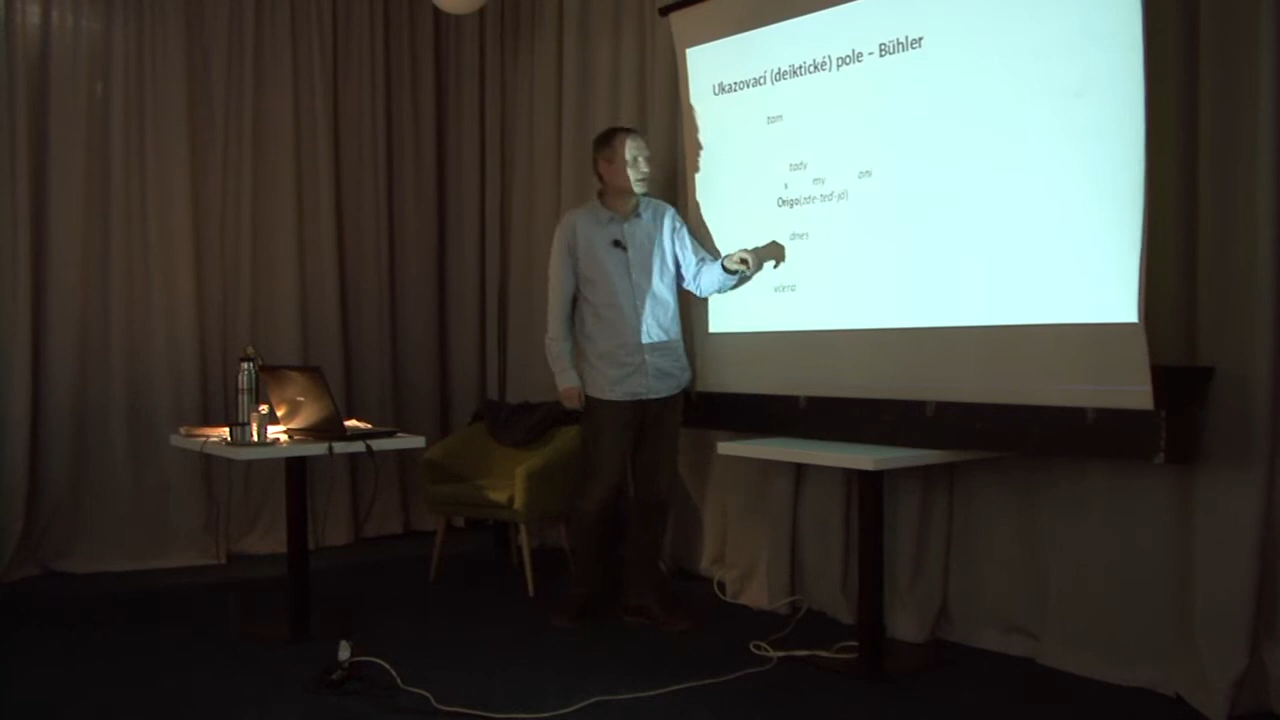 Ukazovací (deiktické) pole – Bühler
tam
tady
x my oni
Origo(zde-teď-já)
dnes
včera